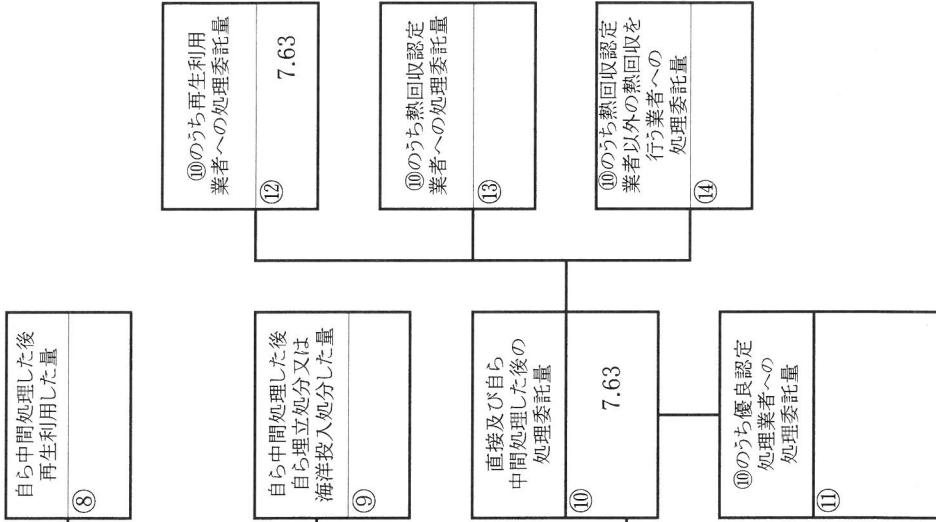 自ら中間処理した後
再生利用した量
⑧
自ら中間処理した後
自ら埋立処分又は
海洋投入処分した量
⑨
直接及び自ら
中間処理した後の
処理委託量
⑩
7.63
⑩のうち優良認定
処理業者への
処理委託量
⑪
⑩のうち再生利用
業者への処理委託量
⑫
7.63
⑩のうち熱回収認定
業者への処理委託量
⑬
⑩のうち熱回収認定
業者以外の熱回収を
行う業者への
処理委託量
⑭